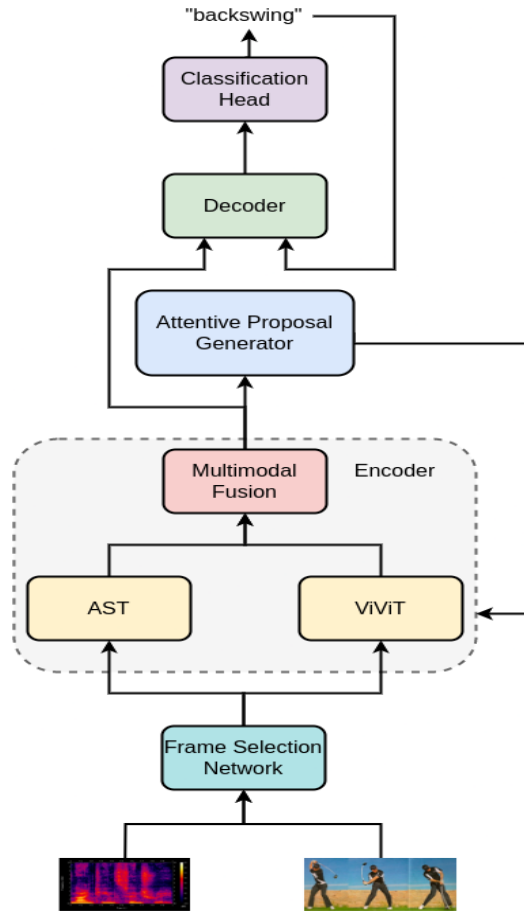 "backswing"
Classification
Head
Decoder
Attentive Proposal
Generator
Multimodal
Fusion
Encoder
AST
ViViT
Frame Selection
Network